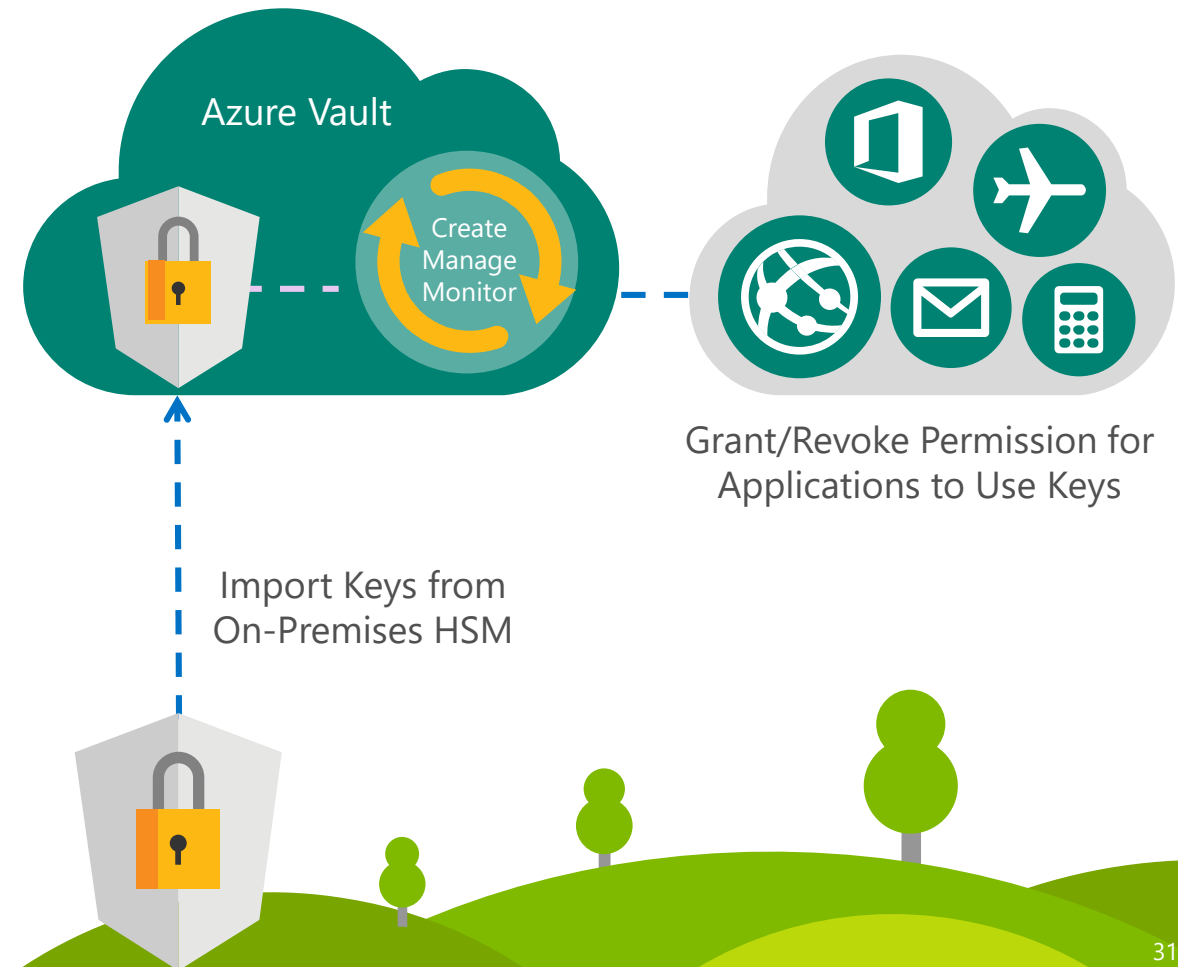 Azure Vault
Create
Manage
Monitor
Grant/Revoke Permission for
Applications to Use Keys
Import Keys from
On-Premises HSM
31